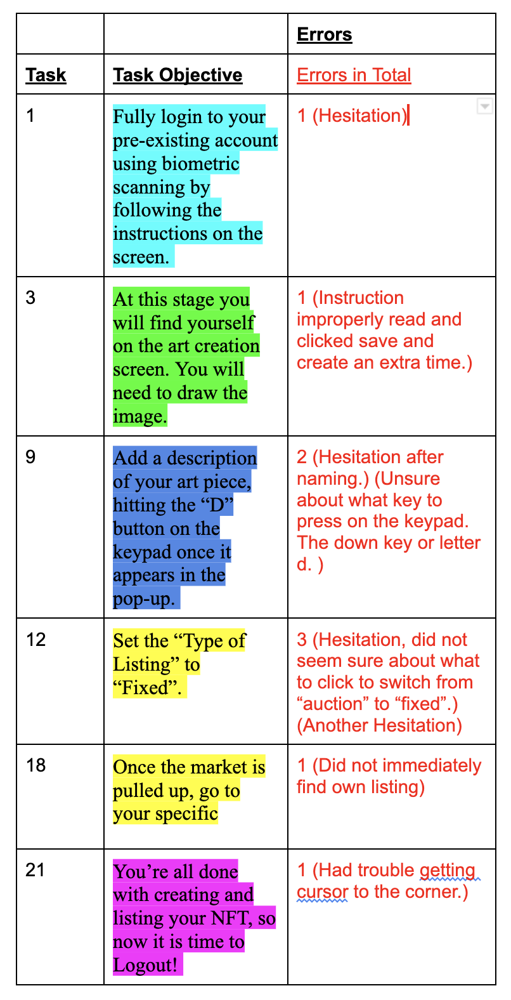 Errors
Task Task Objective Errors in Total
1
Fully login to your
pre-existing account
using biometric
scanning by
following the
instructions on the
screen.
1 (Hesitation)
3
At this stage you
will find yourself
on the art creation
screen. You will
need to draw the
image.
1 (Instruction
improperly read and
clicked save and
create an extra time.)
9
Add a description
of your art piece,
hitting the “D”
button on the
keypad once it
appears in the
pop-up.
2 (Hesitation after
naming.) (Unsure
about what key to
press on the keypad.
The down key or letter
d. )
12
Set the “Type of
Listing” to
“Fixed”.
3 (Hesitation, did not
seem sure about what
to click to switch from
“auction” to “fixed”.)
(Another Hesitation)
18
Once the market is
pulled up, go to
your specific
1 (Did not immediately
find own listing)
21
You’re all done
with creating and
listing your NFT, so
now it is time to
Logout!
1 (Had trouble getting
cursor to the corner.)